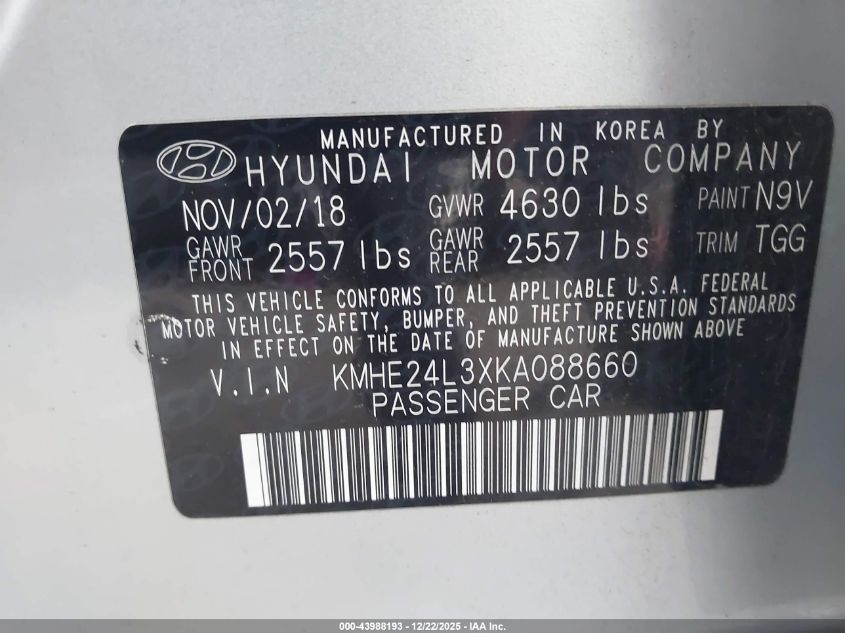 MANUFACTURED IN KOREA BY
HYUNDAI MOTOR COMPANY
NOV/02/18 GVWR 4630 lbs PAINT N9V
GAWR FRONT 2557 lbs GAWR REAR 2557 lbs TRIM TGG
THIS VEHICLE CONFORMS TO ALL APPLICABLE U.S.A. FEDERAL
MOTOR VEHICLE SAFETY, BUMPER, AND THEFT PREVENTION STANDARDS
IN EFFECT ON THE DATE OF MANUFACTURE SHOWN ABOVE
V.I.N KMHE24L3XKA088660
PASSENGER CAR
000-43988193 - 12/22/2025 - IAA Inc.